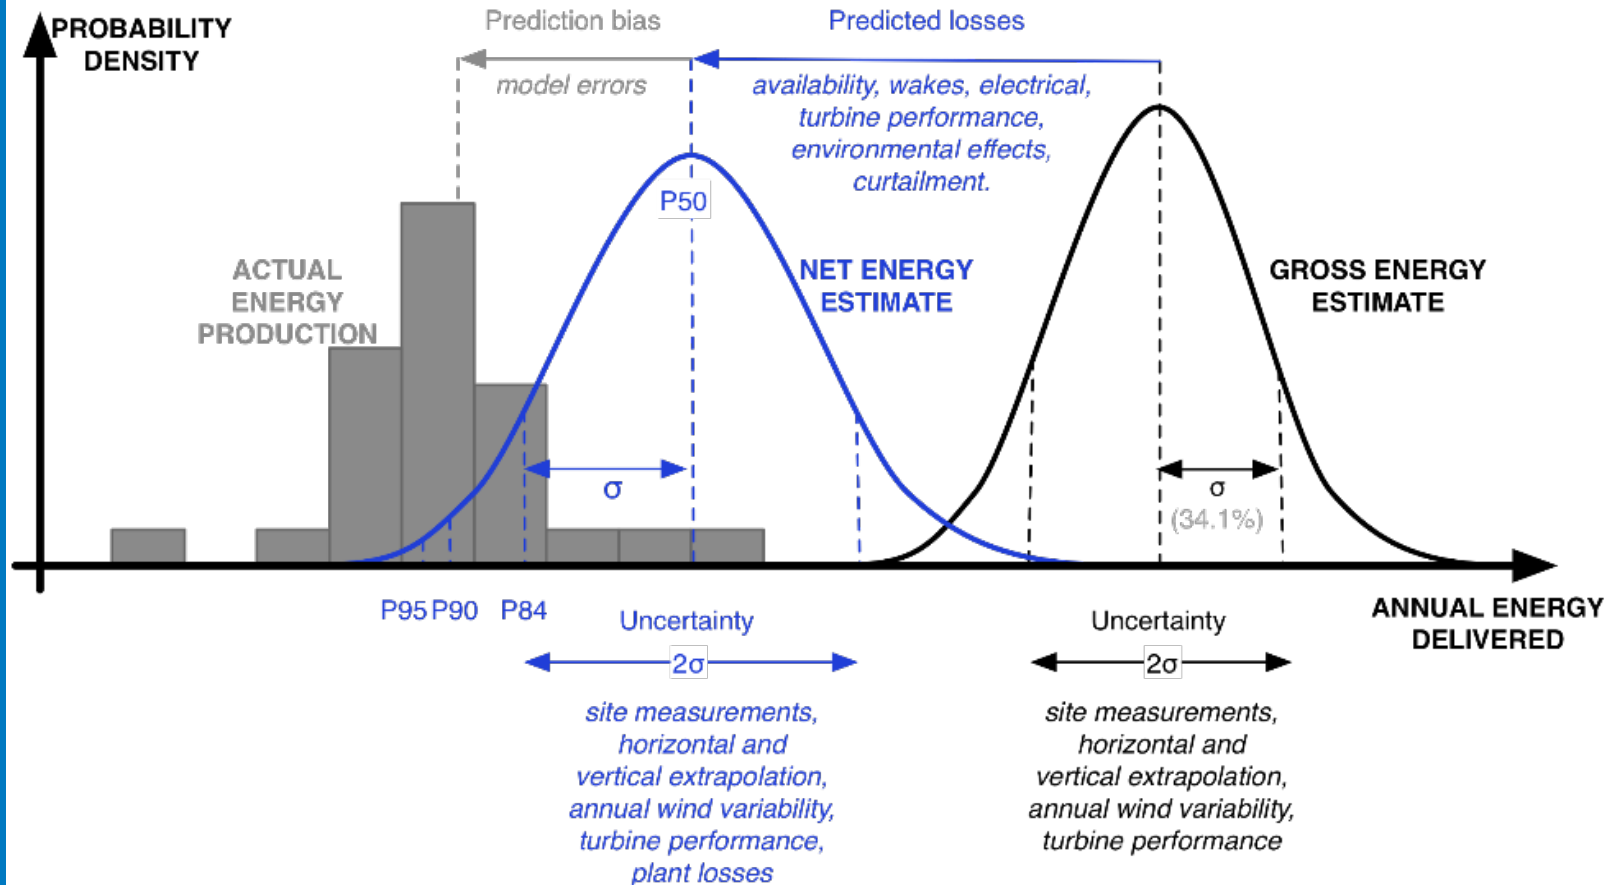 PROBABILITY
DENSITY
Prediction bias
model errors
Predicted losses
availability, wakes, electrical,
turbine performance,
environmental effects,
curtailment.
P50
ACTUAL
ENERGY
PRODUCTION
NET ENERGY
ESTIMATE
GROSS ENERGY
ESTIMATE
σ
σ
(34.1%)
P95 P90 P84
Uncertainty
2σ
site measurements,
horizontal and
vertical extrapolation,
annual wind variability,
turbine performance,
plant losses
Uncertainty
2σ
site measurements,
horizontal and
vertical extrapolation,
annual wind variability,
turbine performance
ANNUAL ENERGY
DELIVERED